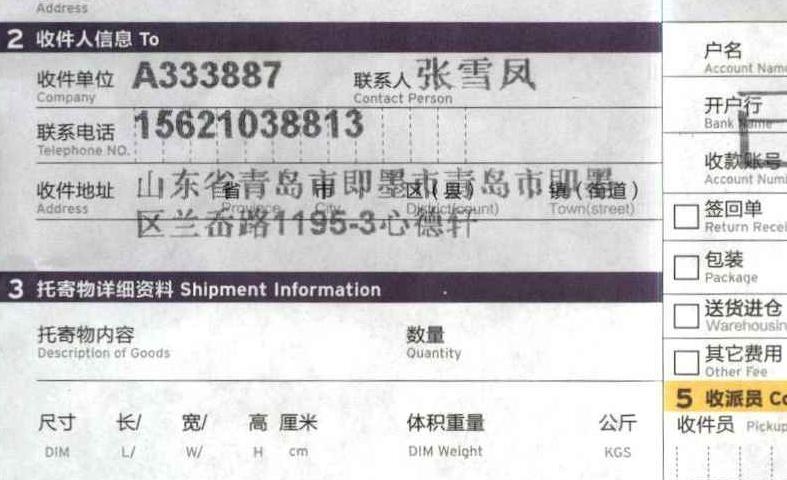 Address
2 收件人信息 To
收件单位 A333887 联系人 张雪凤
Company Contact Person
联系电话 15621038813
Telephone NO.
收件地址 山东省青岛市即墨市青岛市即墨
省 市 区(县) 镇(街道)
Address Province City District(count) Town(street)
区兰岙路1195-3心德轩
3 托寄物详细资料 Shipment Information
托寄物内容 数量
Description of Goods Quantity
尺寸 长/ 宽/ 高 厘米 体积重量 公斤
DIM L/ W/ H cm DIM Weight KGS
户名
Account Name
开户行
Bank Name
收款账号
Account Num
签回单
Return Recei
包装
Package
送货进仓
Warehousin
其它费用
Other Fee
5 收派员 Co
收件员 Pickup